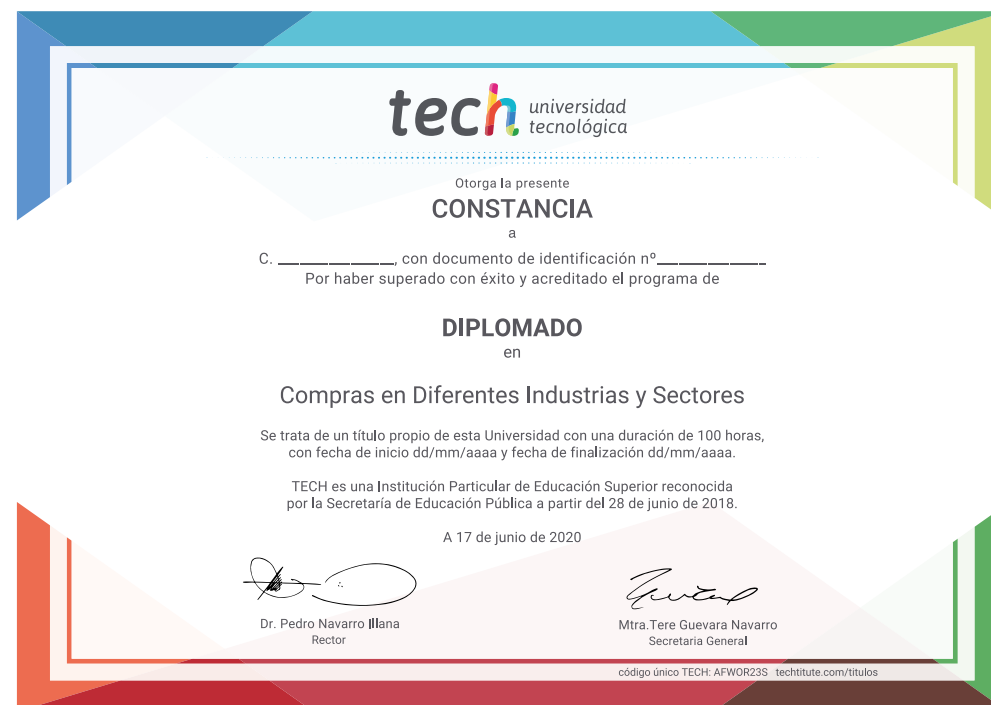 tech universidad
tecnológica
Otorga la presente
CONSTANCIA
a
C. ______________, con documento de identificación nº_____________
Por haber superado con éxito y acreditado el programa de
DIPLOMADO
en
Compras en Diferentes Industrias y Sectores
Se trata de un título propio de esta Universidad con una duración de 100 horas,
con fecha de inicio dd/mm/aaaa y fecha de finalización dd/mm/aaaa.
TECH es una Institución Particular de Educación Superior reconocida
por la Secretaría de Educación Pública a partir del 28 de junio de 2018.
A 17 de junio de 2020
Dr. Pedro Navarro Illana
Rector
Mtra.Tere Guevara Navarro
Secretaria General
código único TECH: AFWOR23S techtitute.com/titulos